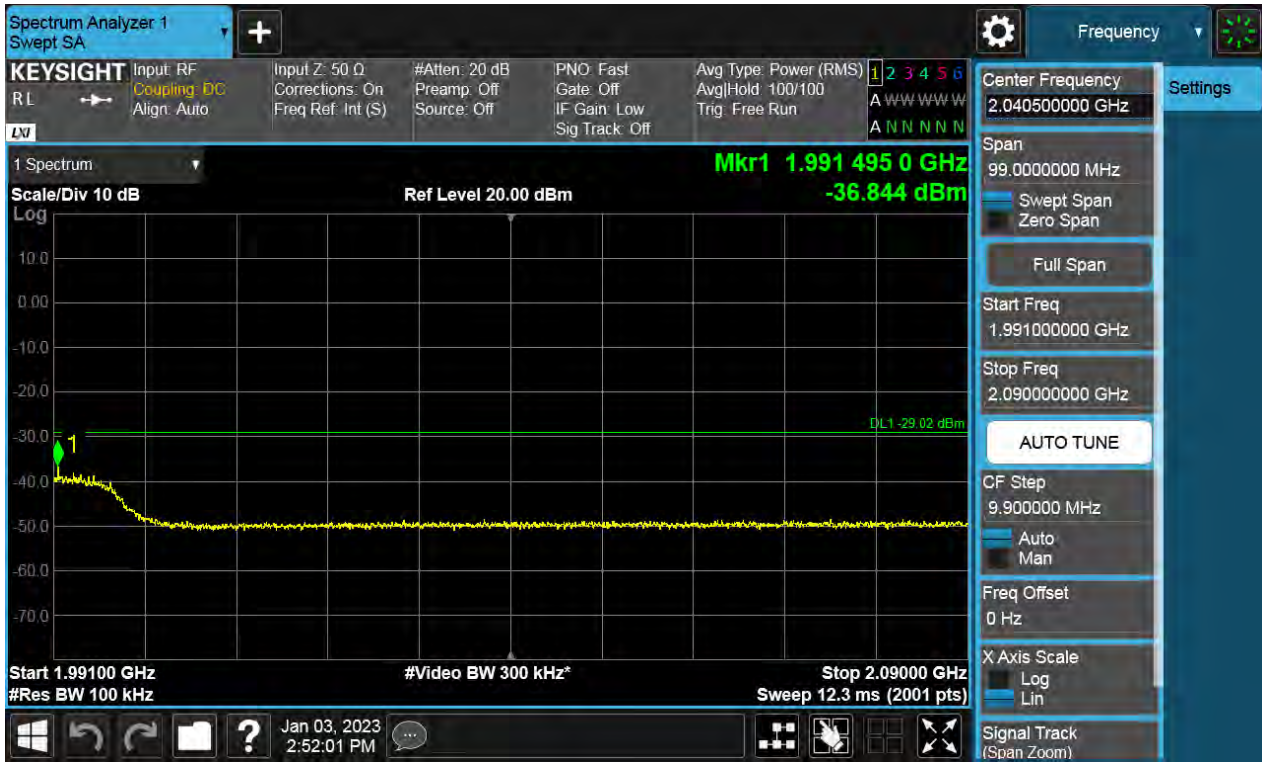 Spectrum Analyzer 1
Swept SA
+
Frequency
KEYSIGHT
RL
LXI
Input: RF
Coupling: DC
Align: Auto
Input Z: 50 Ω
Corrections: On
Freq Ref: Int (S)
#Atten: 20 dB
Preamp: Off
Source: Off
PNO: Fast
Gate: Off
IF Gain: Low
Sig Track: Off
Avg Type: Power (RMS)
Avg|Hold: 100/100
Trig: Free Run
1 2 3 4 5 6
A W W W W W
A N N N N N
1 Spectrum
Mkr1 1.991 495 0 GHz
Scale/Div 10 dB
Ref Level 20.00 dBm
-36.844 dBm
Log
10.0
0.00
-10.0
-20.0
DL1 -29.02 dBm
-30.0
1
-40.0
-50.0
-60.0
-70.0
Start 1.99100 GHz
#Video BW 300 kHz*
Stop 2.09000 GHz
#Res BW 100 kHz
Sweep 12.3 ms (2001 pts)
?
Jan 03, 2023
2:52:01 PM
Center Frequency
2.040500000 GHz
Settings
Span
99.0000000 MHz
Swept Span
Zero Span
Full Span
Start Freq
1.991000000 GHz
Stop Freq
2.090000000 GHz
AUTO TUNE
CF Step
9.900000 MHz
Auto
Man
Freq Offset
0 Hz
X Axis Scale
Log
Lin
Signal Track
(Span Zoom)